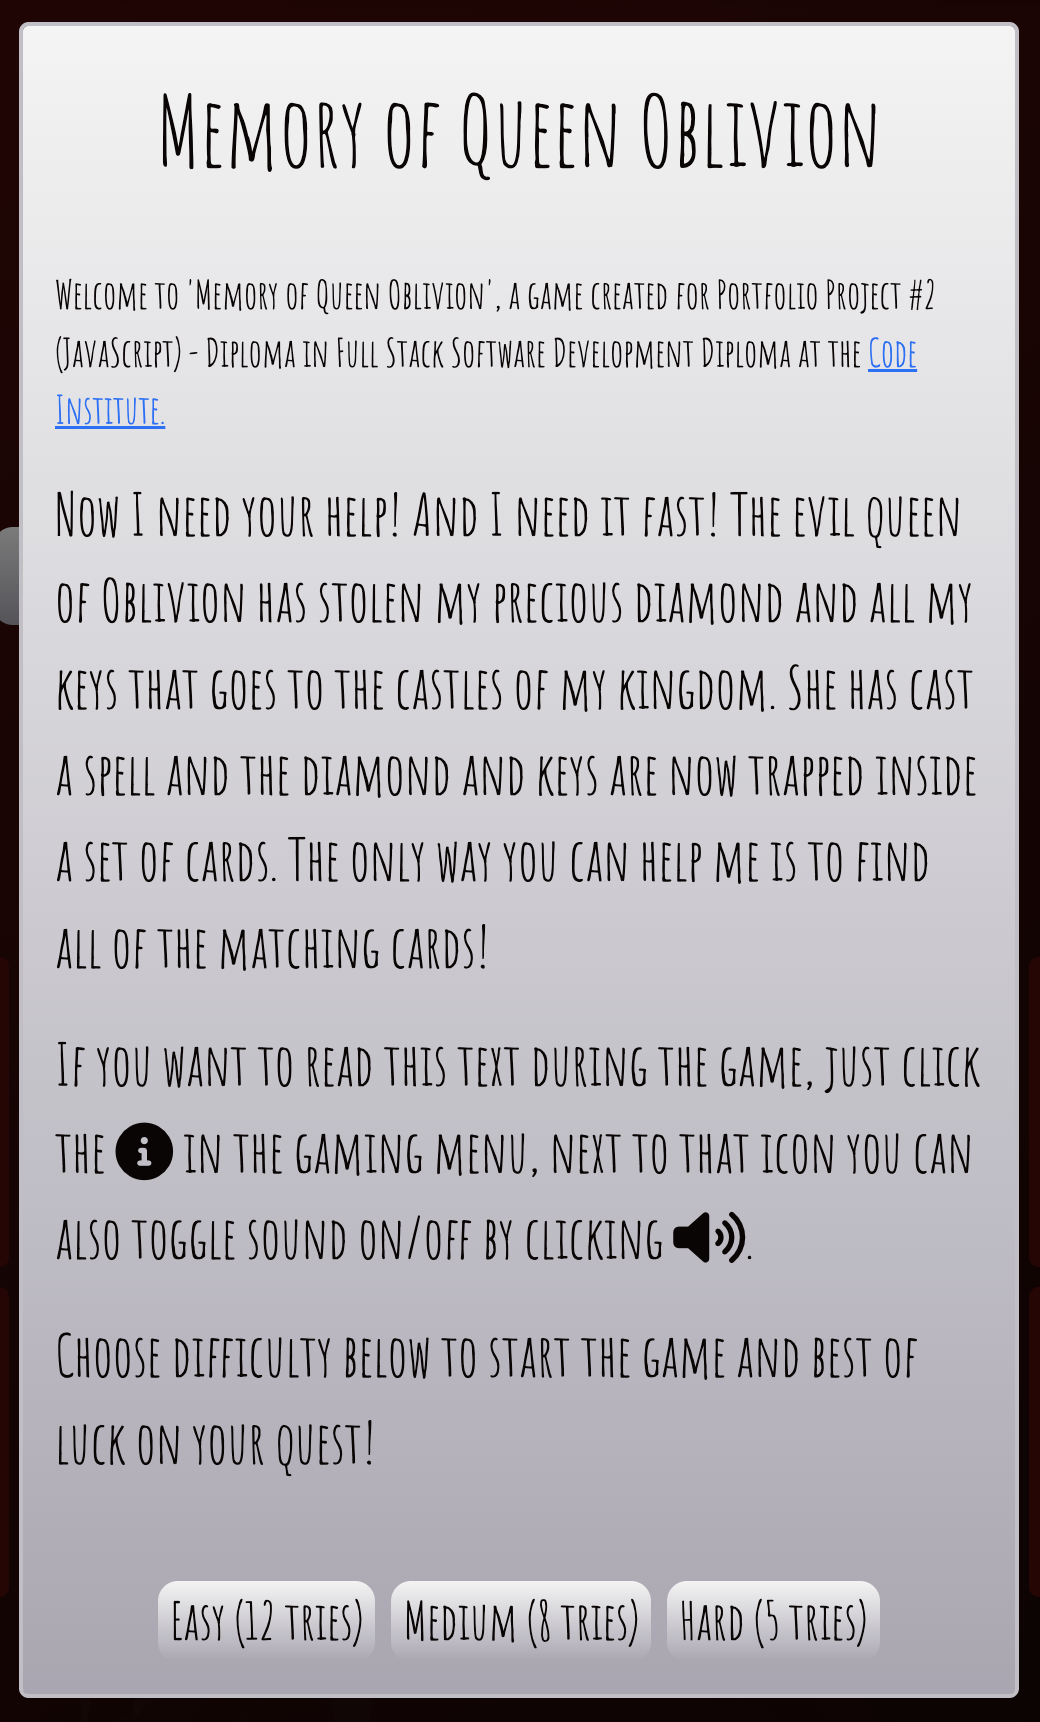 Memory of Queen Oblivion
Welcome to 'Memory of Queen Oblivion', a game created for Portfolio Project #2
(JavaScript) - Diploma in Full Stack Software Development Diploma at the Code
Institute.
Now I need your help! And I need it fast! The evil queen
of Oblivion has stolen my precious diamond and all my
keys that goes to the castles of my kingdom. She has cast
a spell and the diamond and keys are now trapped inside
a set of cards. The only way you can help me is to find
all of the matching cards!
If you want to read this text during the game, just click
the i in the gaming menu, next to that icon you can
also toggle sound on/off by clicking .
Choose difficulty below to start the game and best of
luck on your quest!
Easy (12 tries) Medium (8 tries) Hard (5 tries)